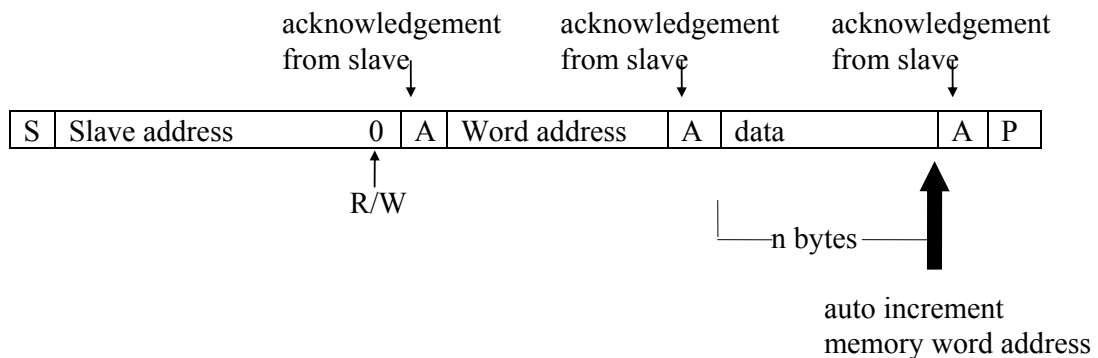 acknowledgement acknowledgement acknowledgement
from slave from slave from slave
S Slave address 0 A Word address A data A P
R/W
n bytes
auto increment
memory word address